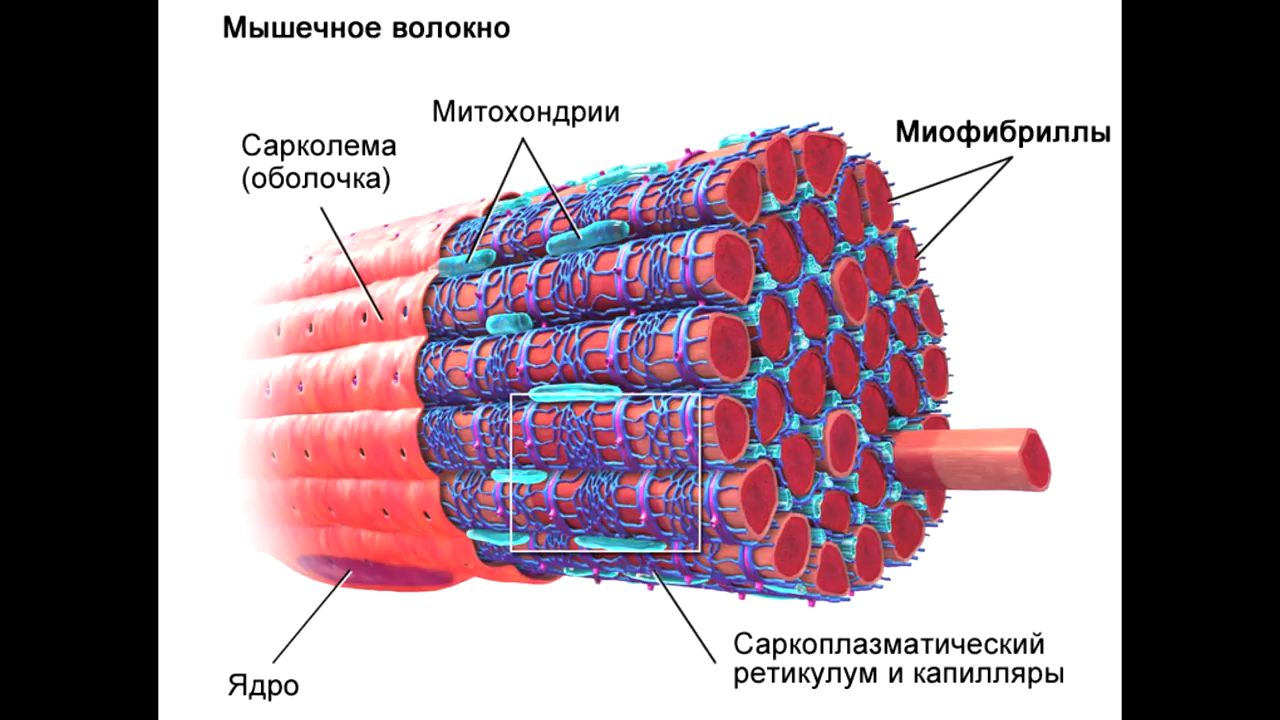 Мышечное волокно
Митохондрии
Миофибриллы
Сарколема
(оболочка)
Саркоплазматический
ретикулум и капилляры
Ядро